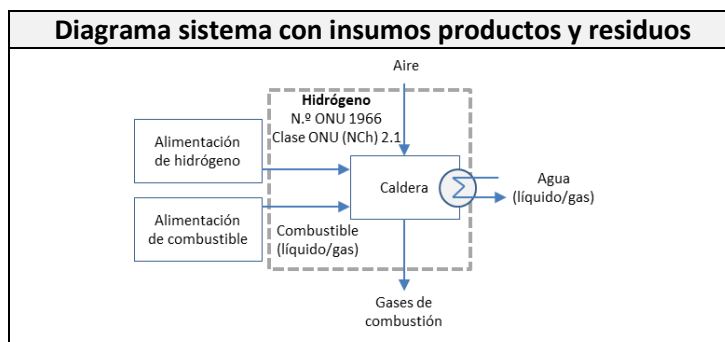 Diagrama sistema con insumos productos y residuos
Aire
Hidrógeno
N.º ONU 1966
Clase ONU (NCh) 2.1
Alimentación
de hidrógeno
Caldera
Agua
(líquido/gas)
Alimentación
de combustible
Combustible
(líquido/gas)
Gases de
combustión